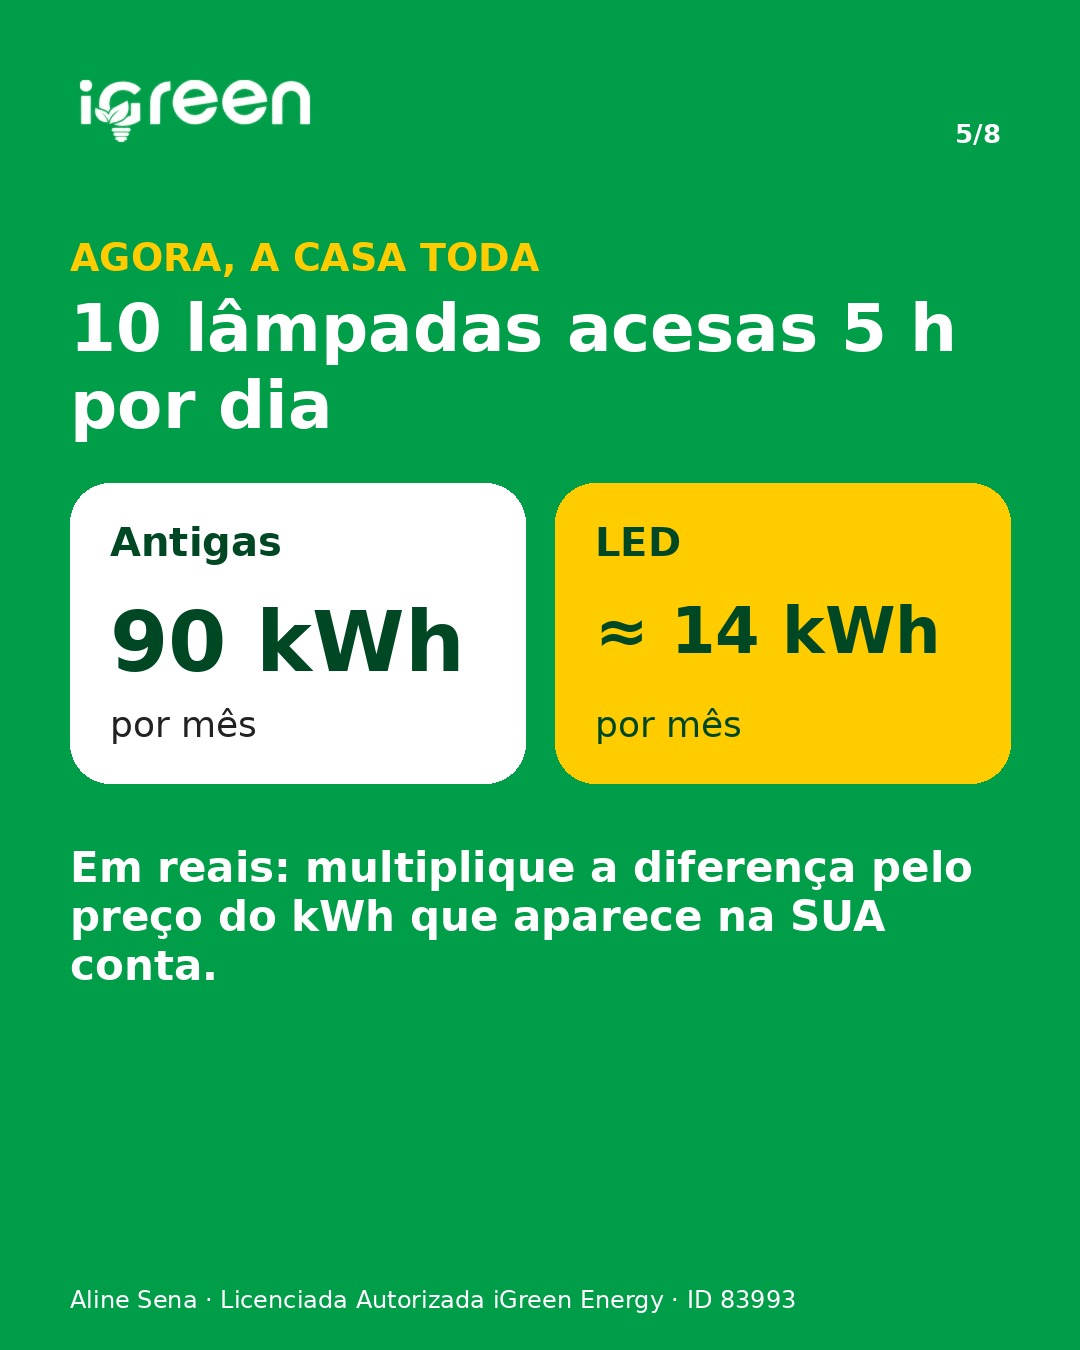 iGreen
5/8
AGORA, A CASA TODA
10 lâmpadas acesas 5 h
por dia
Antigas
90 kWh
por mês
LED
≈ 14 kWh
por mês
Em reais: multiplique a diferença pelo
preço do kWh que aparece na SUA
conta.
Aline Sena · Licenciada Autorizada iGreen Energy · ID 83993